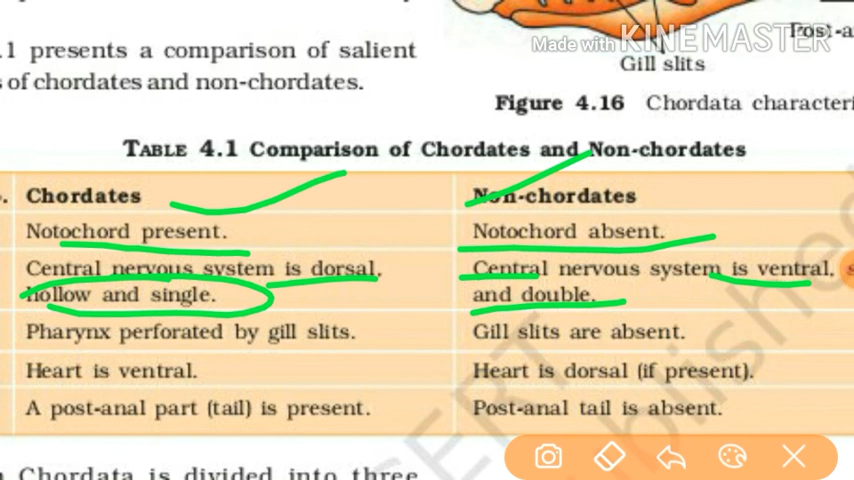 .1 presents a comparison of salient
s of chordates and non-chordates.
Made with KINEMASTER
Post-a
Gill slits
Figure 4.16 Chordata characteri
TABLE 4.1 Comparison of Chordates and Non-chordates
. Chordates Non-chordates
Notochord present. Notochord absent.
Central nervous system is dorsal, Central nervous system is ventral, s
hollow and single. and double.
Pharynx perforated by gill slits. Gill slits are absent.
Heart is ventral. Heart is dorsal (if present).
A post-anal part (tail) is present. Post-anal tail is absent.
Chordata is divided into three